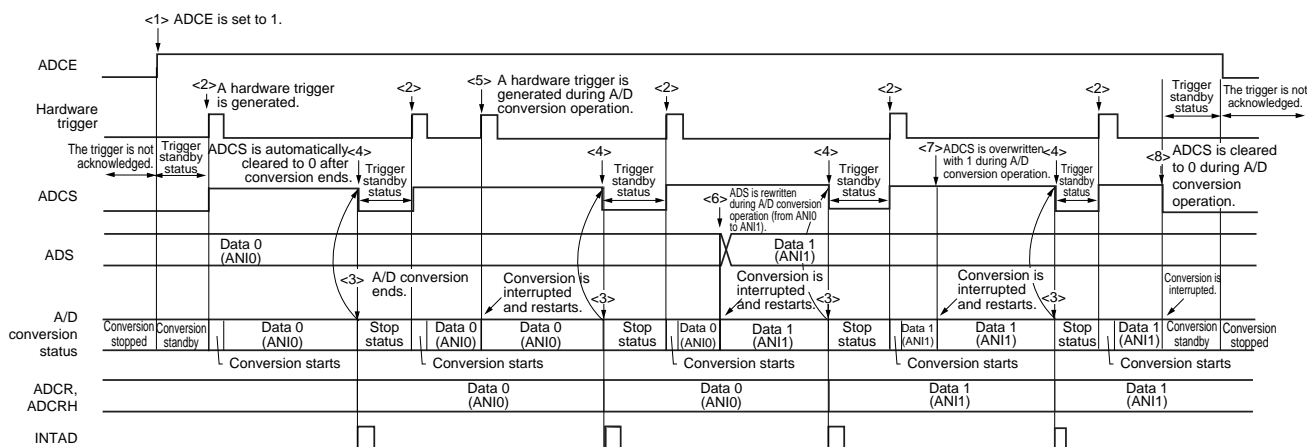 <1> ADCE is set to 1.
ADCE
<2> A hardware trigger
is generated.
<2>
<5> A hardware trigger is
generated during A/D
conversion operation.
<2>
<2>
<2>
Trigger
standby
status
The trigger is not
acknowledged.
Hardware
trigger
The trigger is not
acknowledged.
Trigger
standby
status
ADCS is automatically
cleared to 0 after
conversion ends.
<4>
Trigger
standby
status
<4>
Trigger
standby
status
<4>
Trigger
standby
status
<7> ADCS is overwritten
with 1 during A/D
conversion operation.
<4>
Trigger
standby
status
<8> ADCS is cleared
to 0 during A/D
conversion
operation.
ADCS
<6> ADS is rewritten
during A/D conversion
operation (from ANI0
to ANI1).
ADS
Data 0
(ANI0)
Data 1
(ANI1)
<3> A/D conversion
ends.
Conversion is
interrupted
and restarts.
<3>
Conversion is
interrupted
and restarts.
<3>
Conversion is
interrupted
and restarts.
<3>
Conversion is
interrupted.
A/D
conversion
status
Conversion
stopped
Conversion
standby
Data 0
(ANI0)
Stop
status
Data 0
(ANI0)
Data 0
(ANI0)
Stop
status
Data 0
(ANI0)
Data 1
(ANI1)
Stop
status
Data 1
(ANI1)
Data 1
(ANI1)
Stop
status
Data 1
(ANI1)
Conversion
standby
Conversion
stopped
Conversion starts
Conversion starts
Conversion starts
Conversion starts
Conversion starts
ADCR,
ADCRH
Data 0
(ANI0)
Data 0
(ANI0)
Data 1
(ANI1)
Data 1
(ANI1)
INTAD